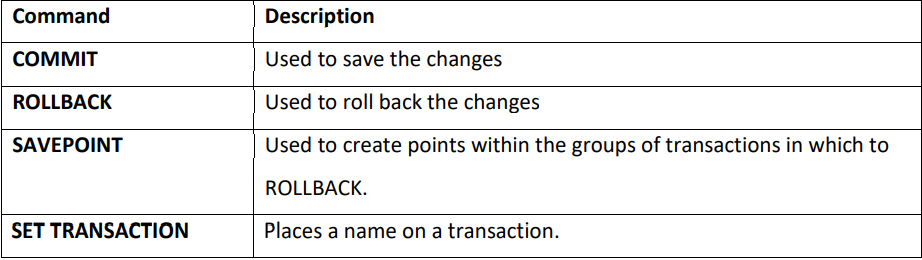 Command Description
COMMIT Used to save the changes
ROLLBACK Used to roll back the changes
SAVEPOINT Used to create points within the groups of transactions in which to
ROLLBACK.
SET TRANSACTION Places a name on a transaction.